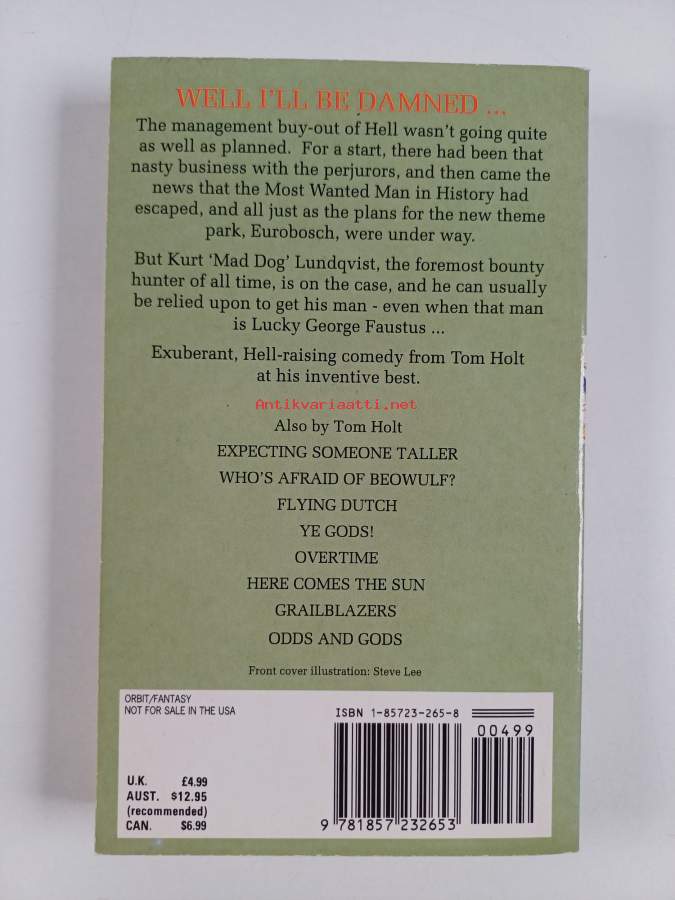 WELL I'LL BE DAMNED ...
The management buy-out of Hell wasn't going quite
as well as planned. For a start, there had been that
nasty business with the perjurors, and then came the
news that the Most Wanted Man in History had
escaped, and all just as the plans for the new theme
park, Eurobosch, were under way.
But Kurt 'Mad Dog' Lundqvist, the foremost bounty
hunter of all time, is on the case, and he can usually
be relied upon to get his man - even when that man
is Lucky George Faustus ...
Exuberant, Hell-raising comedy from Tom Holt
at his inventive best.
Antikvariaatti.net
Also by Tom Holt
EXPECTING SOMEONE TALLER
WHO'S AFRAID OF BEOWULF?
FLYING DUTCH
YE GODS!
OVERTIME
HERE COMES THE SUN
GRAILBLAZERS
ODDS AND GODS
Front cover illustration: Steve Lee
ORBIT/FANTASY
NOT FOR SALE IN THE USA
U.K. £4.99
AUST. $12.95
(recommended)
CAN. $6.99
ISBN 1-85723-265-8
00499
9 781857 232653